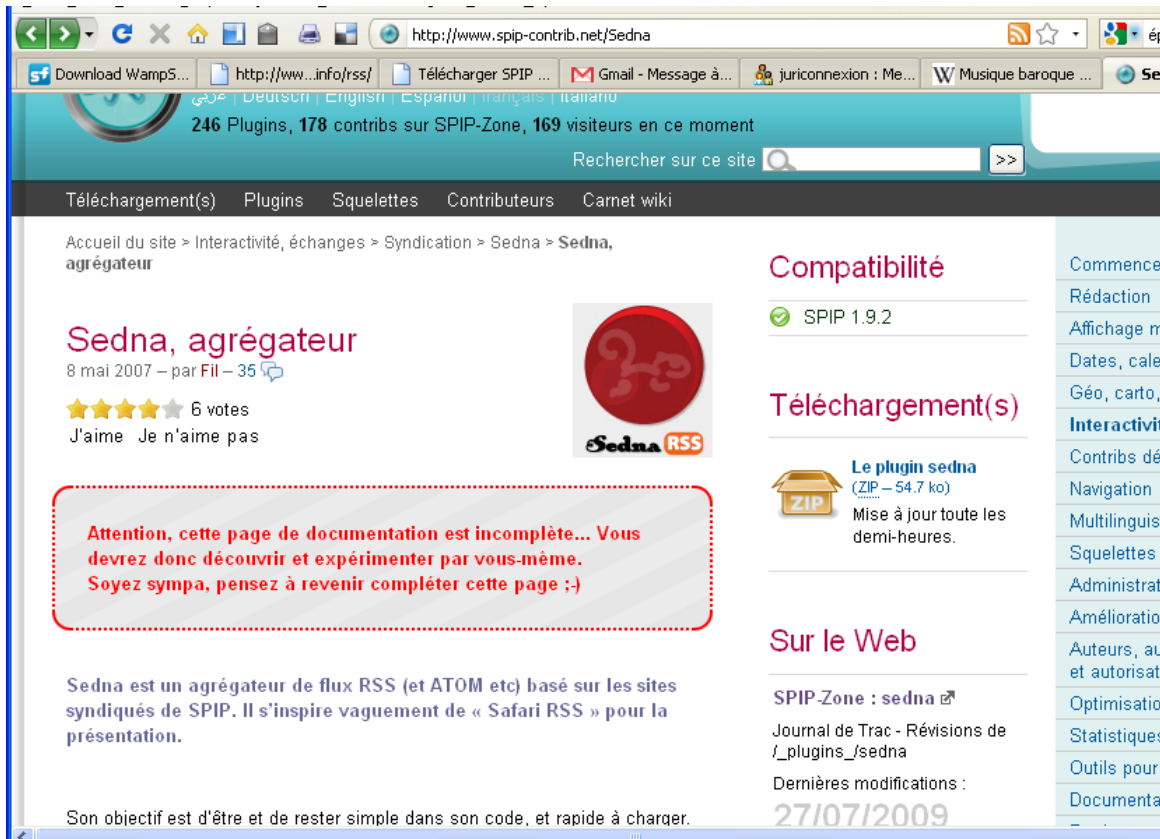 http://www.spip-contrib.net/Sedna
Download WampS...
http://ww...info/rss/
Télécharger SPIP ...
Gmail - Message à...
juriconnexion : Me...
Musique baroque ...
عربي | Deutsch | English | Español | français | italiano
246 Plugins, 178 contribs sur SPIP-Zone, 169 visiteurs en ce moment
Rechercher sur ce site
>>
Téléchargement(s) Plugins Squelettes Contributeurs Carnet wiki
Accueil du site > Interactivité, échanges > Syndication > Sedna > Sedna,
agrégateur
Sedna, agrégateur
8 mai 2007 – par Fil – 35
6 votes
J'aime Je n'aime pas
Sedna RSS
Attention, cette page de documentation est incomplète... Vous
devrez donc découvrir et expérimenter par vous-même.
Soyez sympa, pensez à revenir compléter cette page ;-)
Sedna est un agrégateur de flux RSS (et ATOM etc) basé sur les sites
syndiqués de SPIP. Il s'inspire vaguement de « Safari RSS » pour la
présentation.
Son objectif est d'être et de rester simple dans son code, et rapide à charger.
Compatibilité
SPIP 1.9.2
Téléchargement(s)
ZIP
Le plugin sedna
(ZIP – 54.7 ko)
Mise à jour toute les
demi-heures.
Sur le Web
SPIP-Zone : sedna
Journal de Trac - Révisions de
/_plugins_/sedna
Dernières modifications :
27/07/2009
Commence
Rédaction
Affichage m
Dates, cale
Géo, carto,
Interactivit
Contribs dé
Navigation
Multilinguis
Squelettes
Administrat
Amélioratio
Auteurs, au
et autorisat
Optimisatio
Statistiques
Outils pour
Documenta